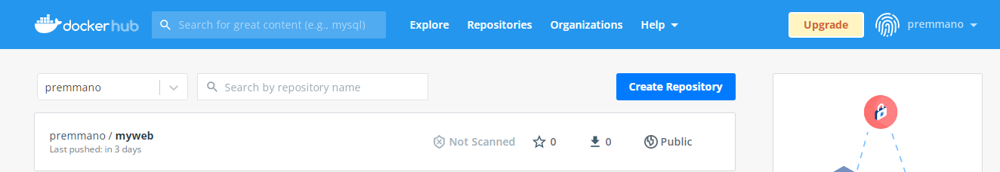 dockerhub Search for great content (e.g., mysql) Explore Repositories Organizations Help Upgrade premmano
premmano Search by repository name Create Repository
premmano / myweb Not Scanned 0 0 Public
Last pushed: in 3 days